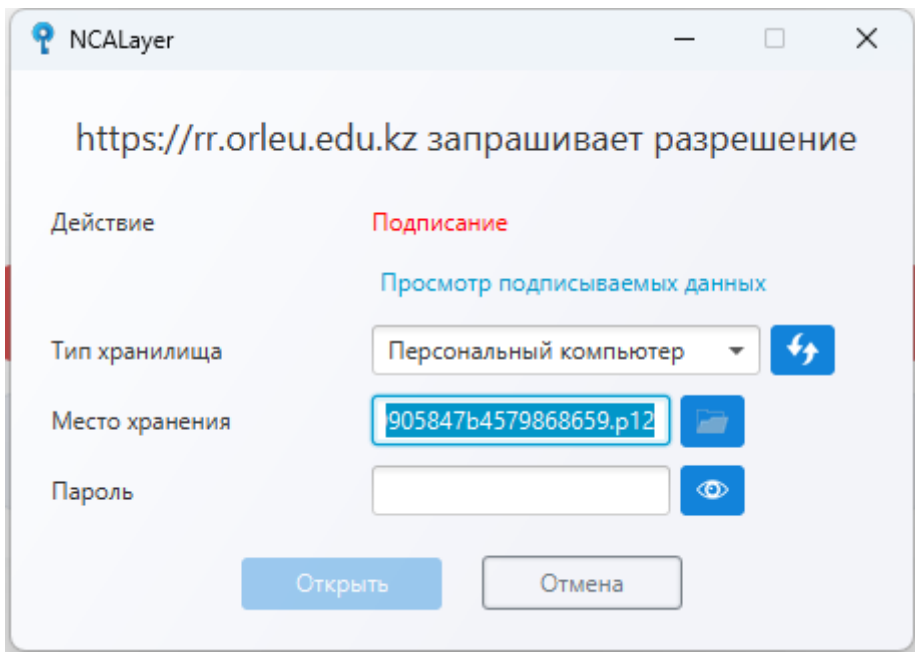 NCALayer
https://rr.orleu.edu.kz запрашивает разрешение
Действие Подписание
Просмотр подписываемых данных
Тип хранилища Персональный компьютер
Место хранения 905847b4579868659.p12
Пароль
Открыть Отмена